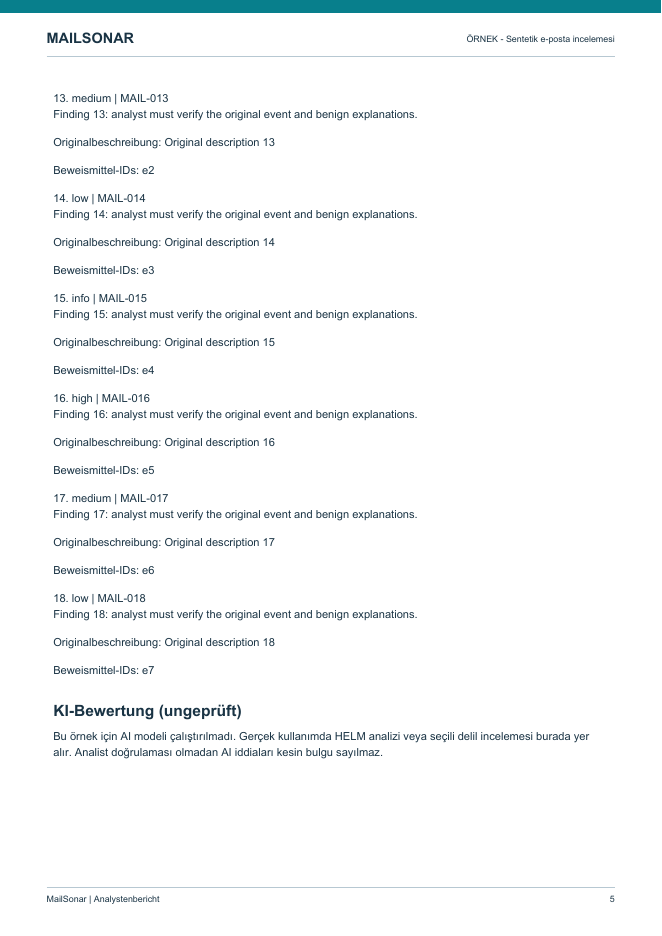 MAILSONAR
ÖRNEK - Sentetik e-posta incelemesi
13. medium | MAIL-013
Finding 13: analyst must verify the original event and benign explanations.
Originalbeschreibung: Original description 13
Beweismittel-IDs: e2
14. low | MAIL-014
Finding 14: analyst must verify the original event and benign explanations.
Originalbeschreibung: Original description 14
Beweismittel-IDs: e3
15. info | MAIL-015
Finding 15: analyst must verify the original event and benign explanations.
Originalbeschreibung: Original description 15
Beweismittel-IDs: e4
16. high | MAIL-016
Finding 16: analyst must verify the original event and benign explanations.
Originalbeschreibung: Original description 16
Beweismittel-IDs: e5
17. medium | MAIL-017
Finding 17: analyst must verify the original event and benign explanations.
Originalbeschreibung: Original description 17
Beweismittel-IDs: e6
18. low | MAIL-018
Finding 18: analyst must verify the original event and benign explanations.
Originalbeschreibung: Original description 18
Beweismittel-IDs: e7
KI-Bewertung (ungeprüft)
Bu örnek için AI modeli çalıştırılmadı. Gerçek kullanımda HELM analizi veya seçili delil incelemesi burada yer
alır. Analist doğrulaması olmadan AI iddiaları kesin bulgu sayılmaz.
MailSonar | Analystenbericht
5